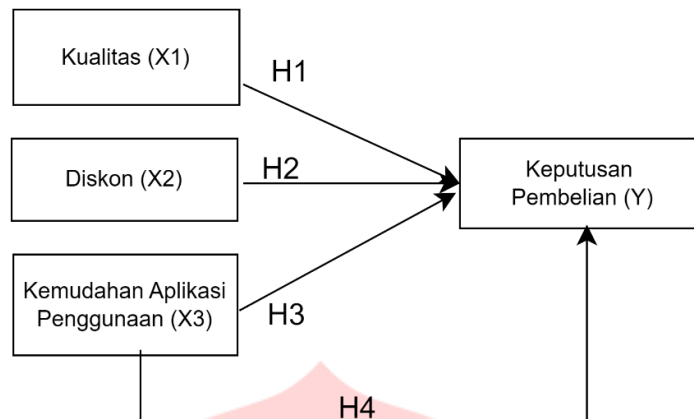 Kualitas (X1)
H1
Diskon (X2)
H2
Keputusan
Pembelian (Y)
Kemudahan Aplikasi
Penggunaan (X3)
H3
H4